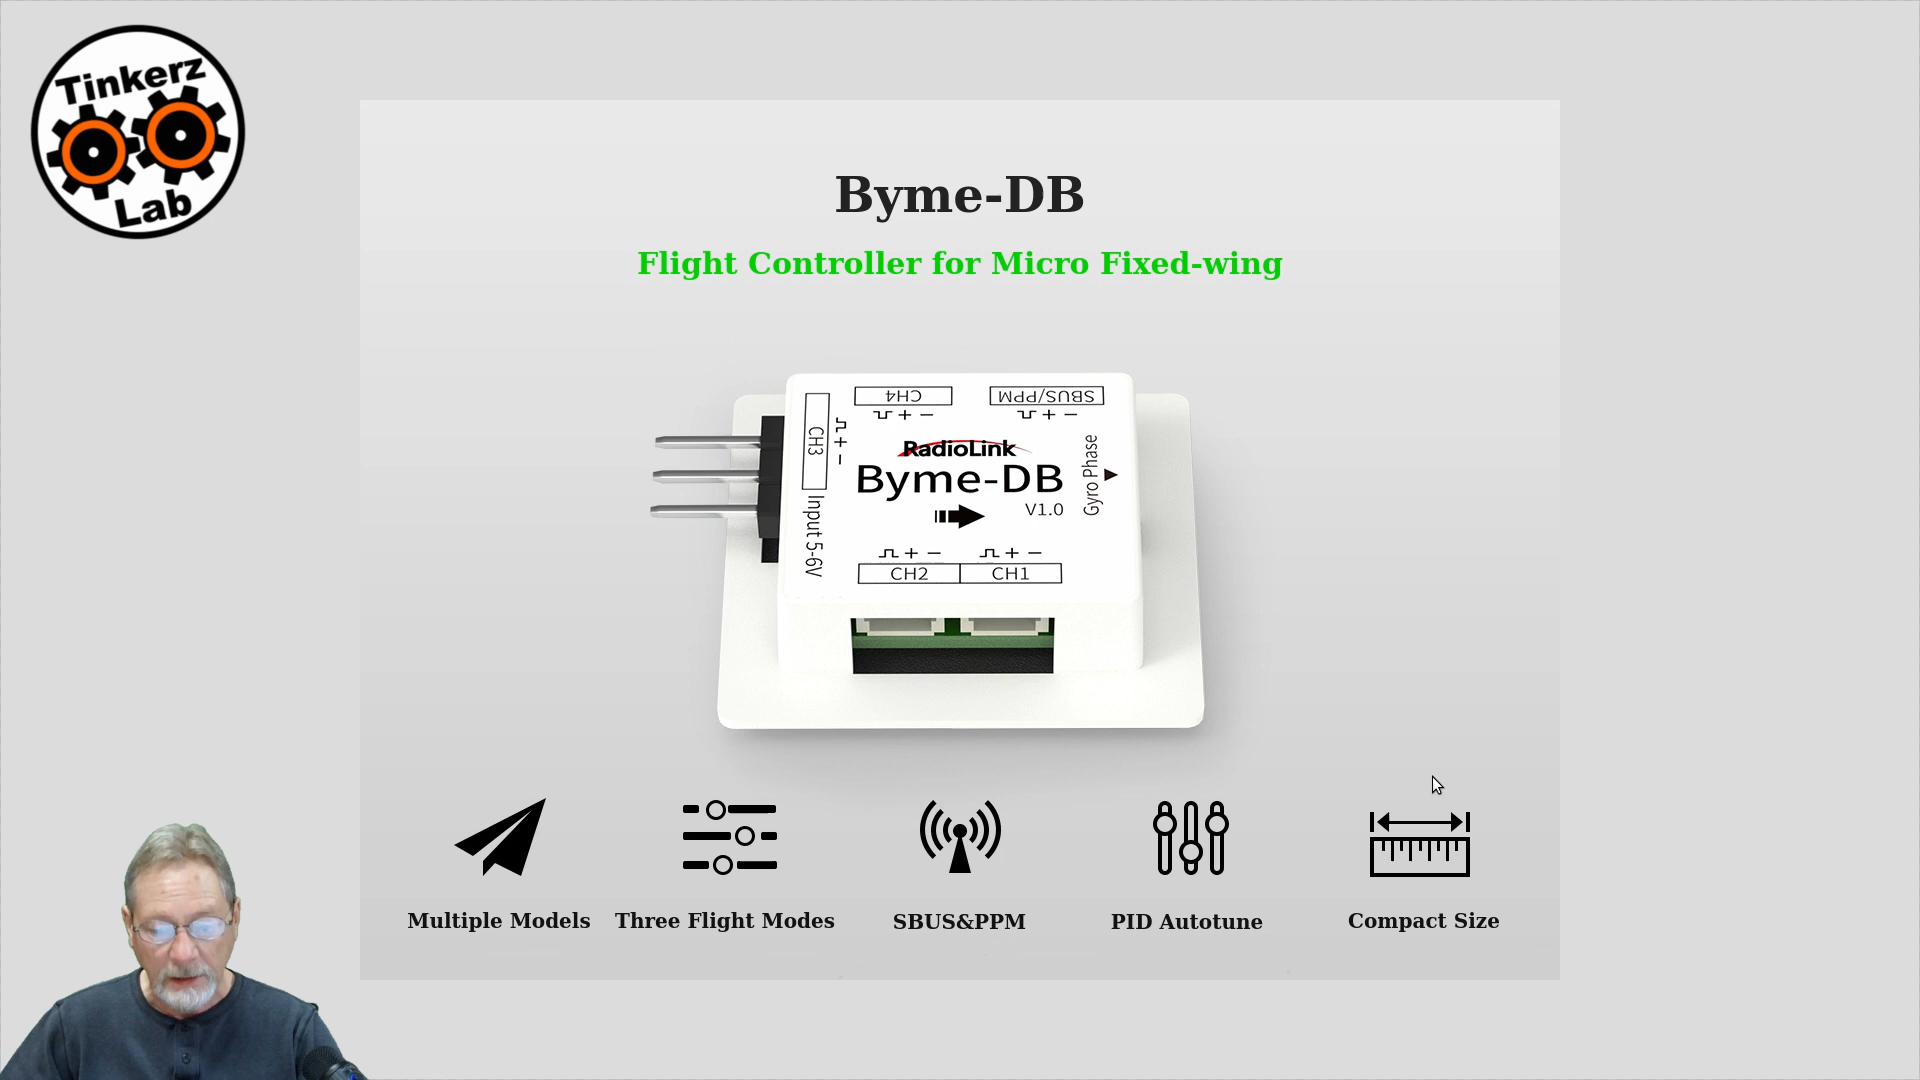 Tinkerz
Lab
Byme-DB
Flight Controller for Micro Fixed-wing
CH4
SBUS/PPM
CH3
Input 5-6V
RadioLink
Byme-DB
V1.0
Gyro Phase
CH2
CH1
Multiple Models
Three Flight Modes
SBUS&PPM
PID Autotune
Compact Size